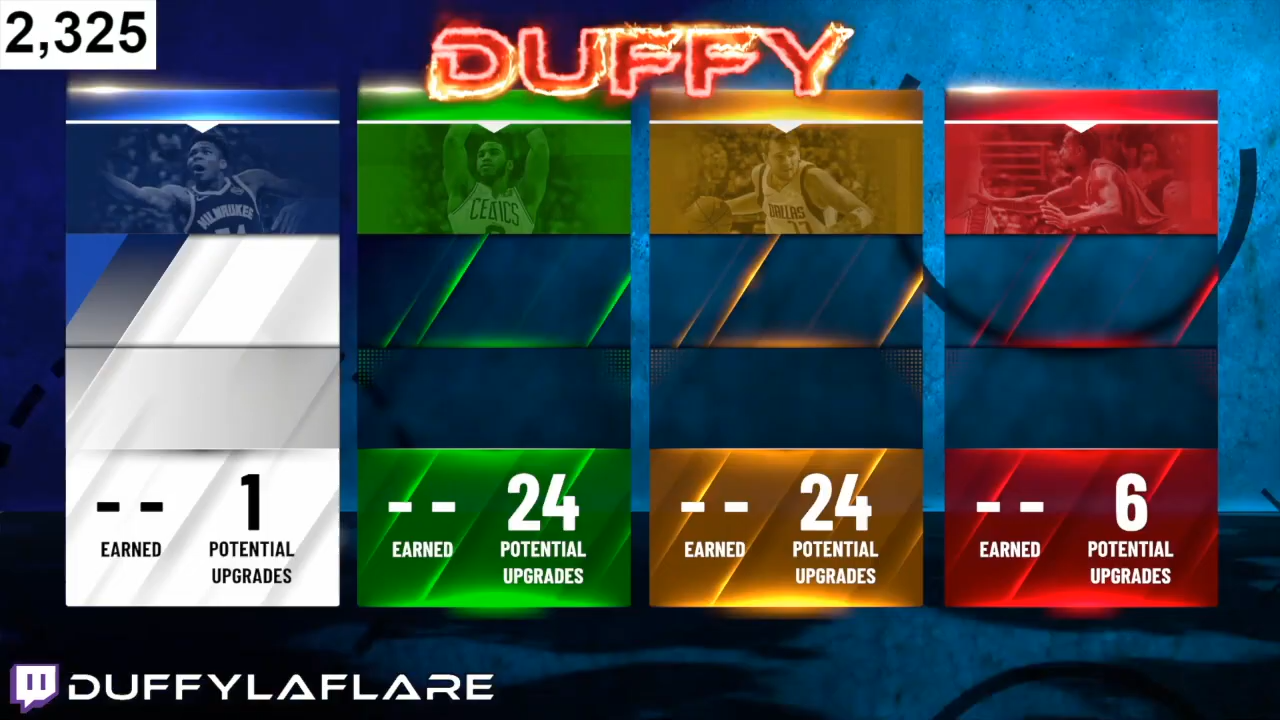 2,325
DUFFY
MILWAUKEE
CELTICS
DALLAS
- - 1
EARNED POTENTIAL
UPGRADES
- - 24
EARNED POTENTIAL
UPGRADES
- - 24
EARNED POTENTIAL
UPGRADES
- - 6
EARNED POTENTIAL
UPGRADES
DUFFYLAFLARE